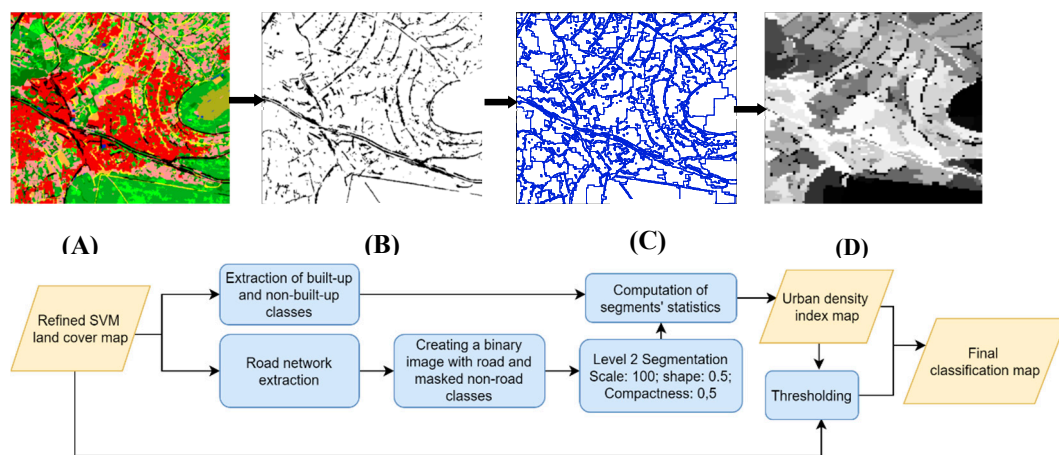 (A)
(B)
(C)
(D)
Refined SVM
land cover map
Extraction of built-up
and non-built-up
classes
Road network
extraction
Creating a binary
image with road and
masked non-road
classes
Computation of
segments' statistics
Level 2 Segmentation
Scale: 100; shape: 0.5;
Compactness: 0,5
Urban density
index map
Thresholding
Final
classification map